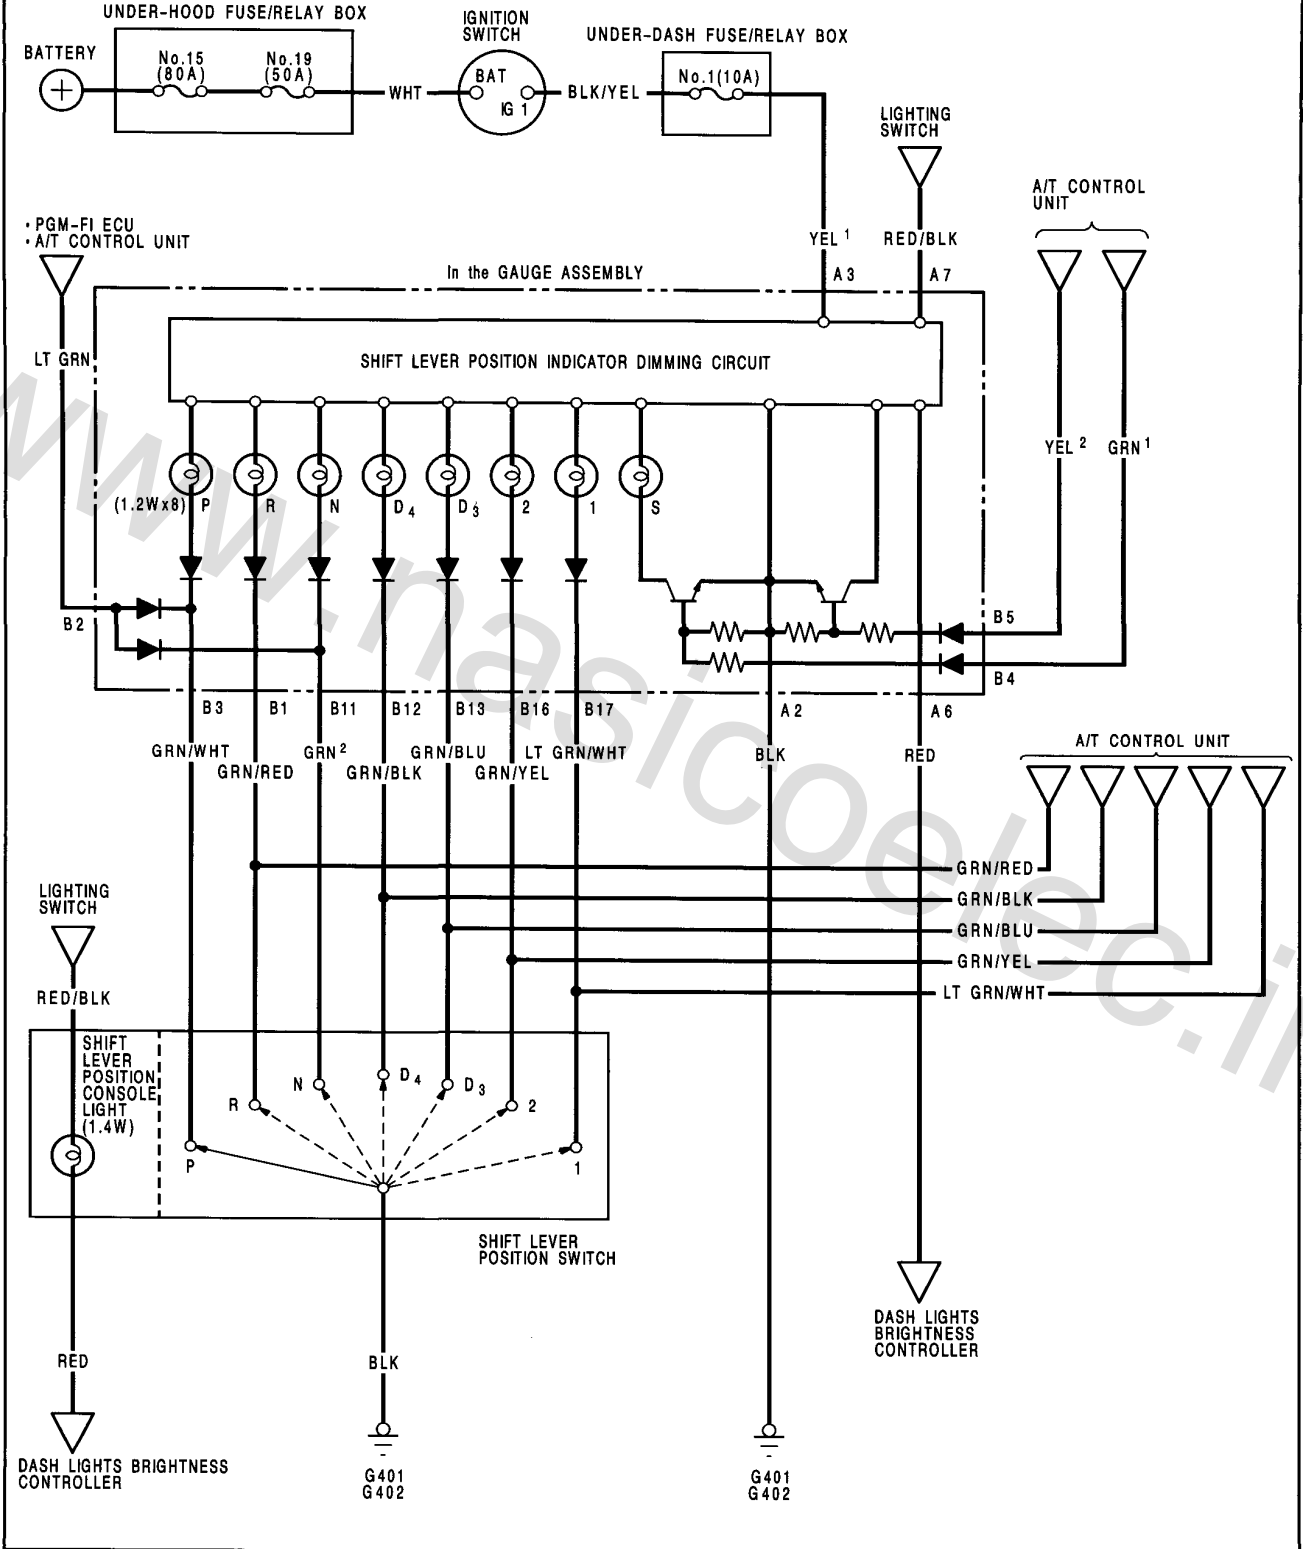 UNDER-HOOD FUSE/RELAY BOX
IGNITION
SWITCH
UNDER-DASH FUSE/RELAY BOX
BATTERY
No.15
(80A)
No.19
(50A)
WHT
BAT
IG 1
BLK/YEL
No.1(10A)
LIGHTING
SWITCH
A/T CONTROL
UNIT
• PGM-FI ECU
• A/T CONTROL UNIT
YEL 1
RED/BLK
In the GAUGE ASSEMBLY
A3
A7
LT GRN
SHIFT LEVER POSITION INDICATOR DIMMING CIRCUIT
YEL 2
GRN 1
(1.2Wx8)
P
R
N
D4
D3
2
1
S
B2
B5
B4
B3
B1
B11
B12
B13
B16
B17
A2
A6
GRN/WHT
GRN2
GRN/BLU
LT GRN/WHT
BLK
RED
GRN/RED
GRN/BLK
GRN/YEL
A/T CONTROL UNIT
GRN/RED
GRN/BLK
GRN/BLU
GRN/YEL
LT GRN/WHT
LIGHTING
SWITCH
RED/BLK
SHIFT
LEVER
POSITION
CONSOLE
LIGHT
(1.4W)
P
R
N
D4
D3
2
1
SHIFT LEVER
POSITION SWITCH
DASH LIGHTS
BRIGHTNESS
CONTROLLER
RED
BLK
DASH LIGHTS BRIGHTNESS
CONTROLLER
G401
G402
G401
G402
www.nasicoelec.ir